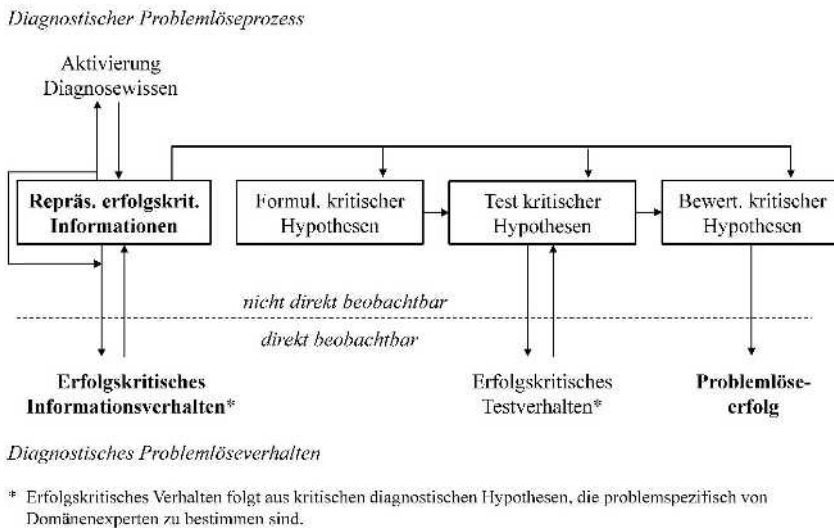 Diagnostischer Problemlöseprozess
Aktivierung
Diagnosewissen
Repräs. erfolgskrit.
Informationen
Formul. kritischer
Hypothesen
Test kritischer
Hypothesen
Bewert. kritischer
Hypothesen
nicht direkt beobachtbar
direkt beobachtbar
Erfolgskritisches
Informationsverhalten*
Erfolgskritisches
Testverhalten*
Problemlöse-
erfolg
Diagnostisches Problemlöseverhalten
* Erfolgskritisches Verhalten folgt aus kritischen diagnostischen Hypothesen, die problemspezifisch von
Domänenexperten zu bestimmen sind.